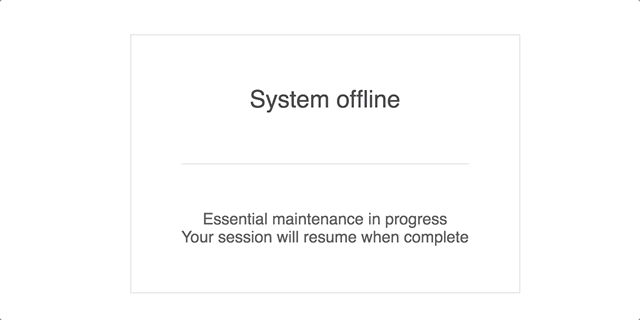 System offline
Essential maintenance in progress
Your session will resume when complete